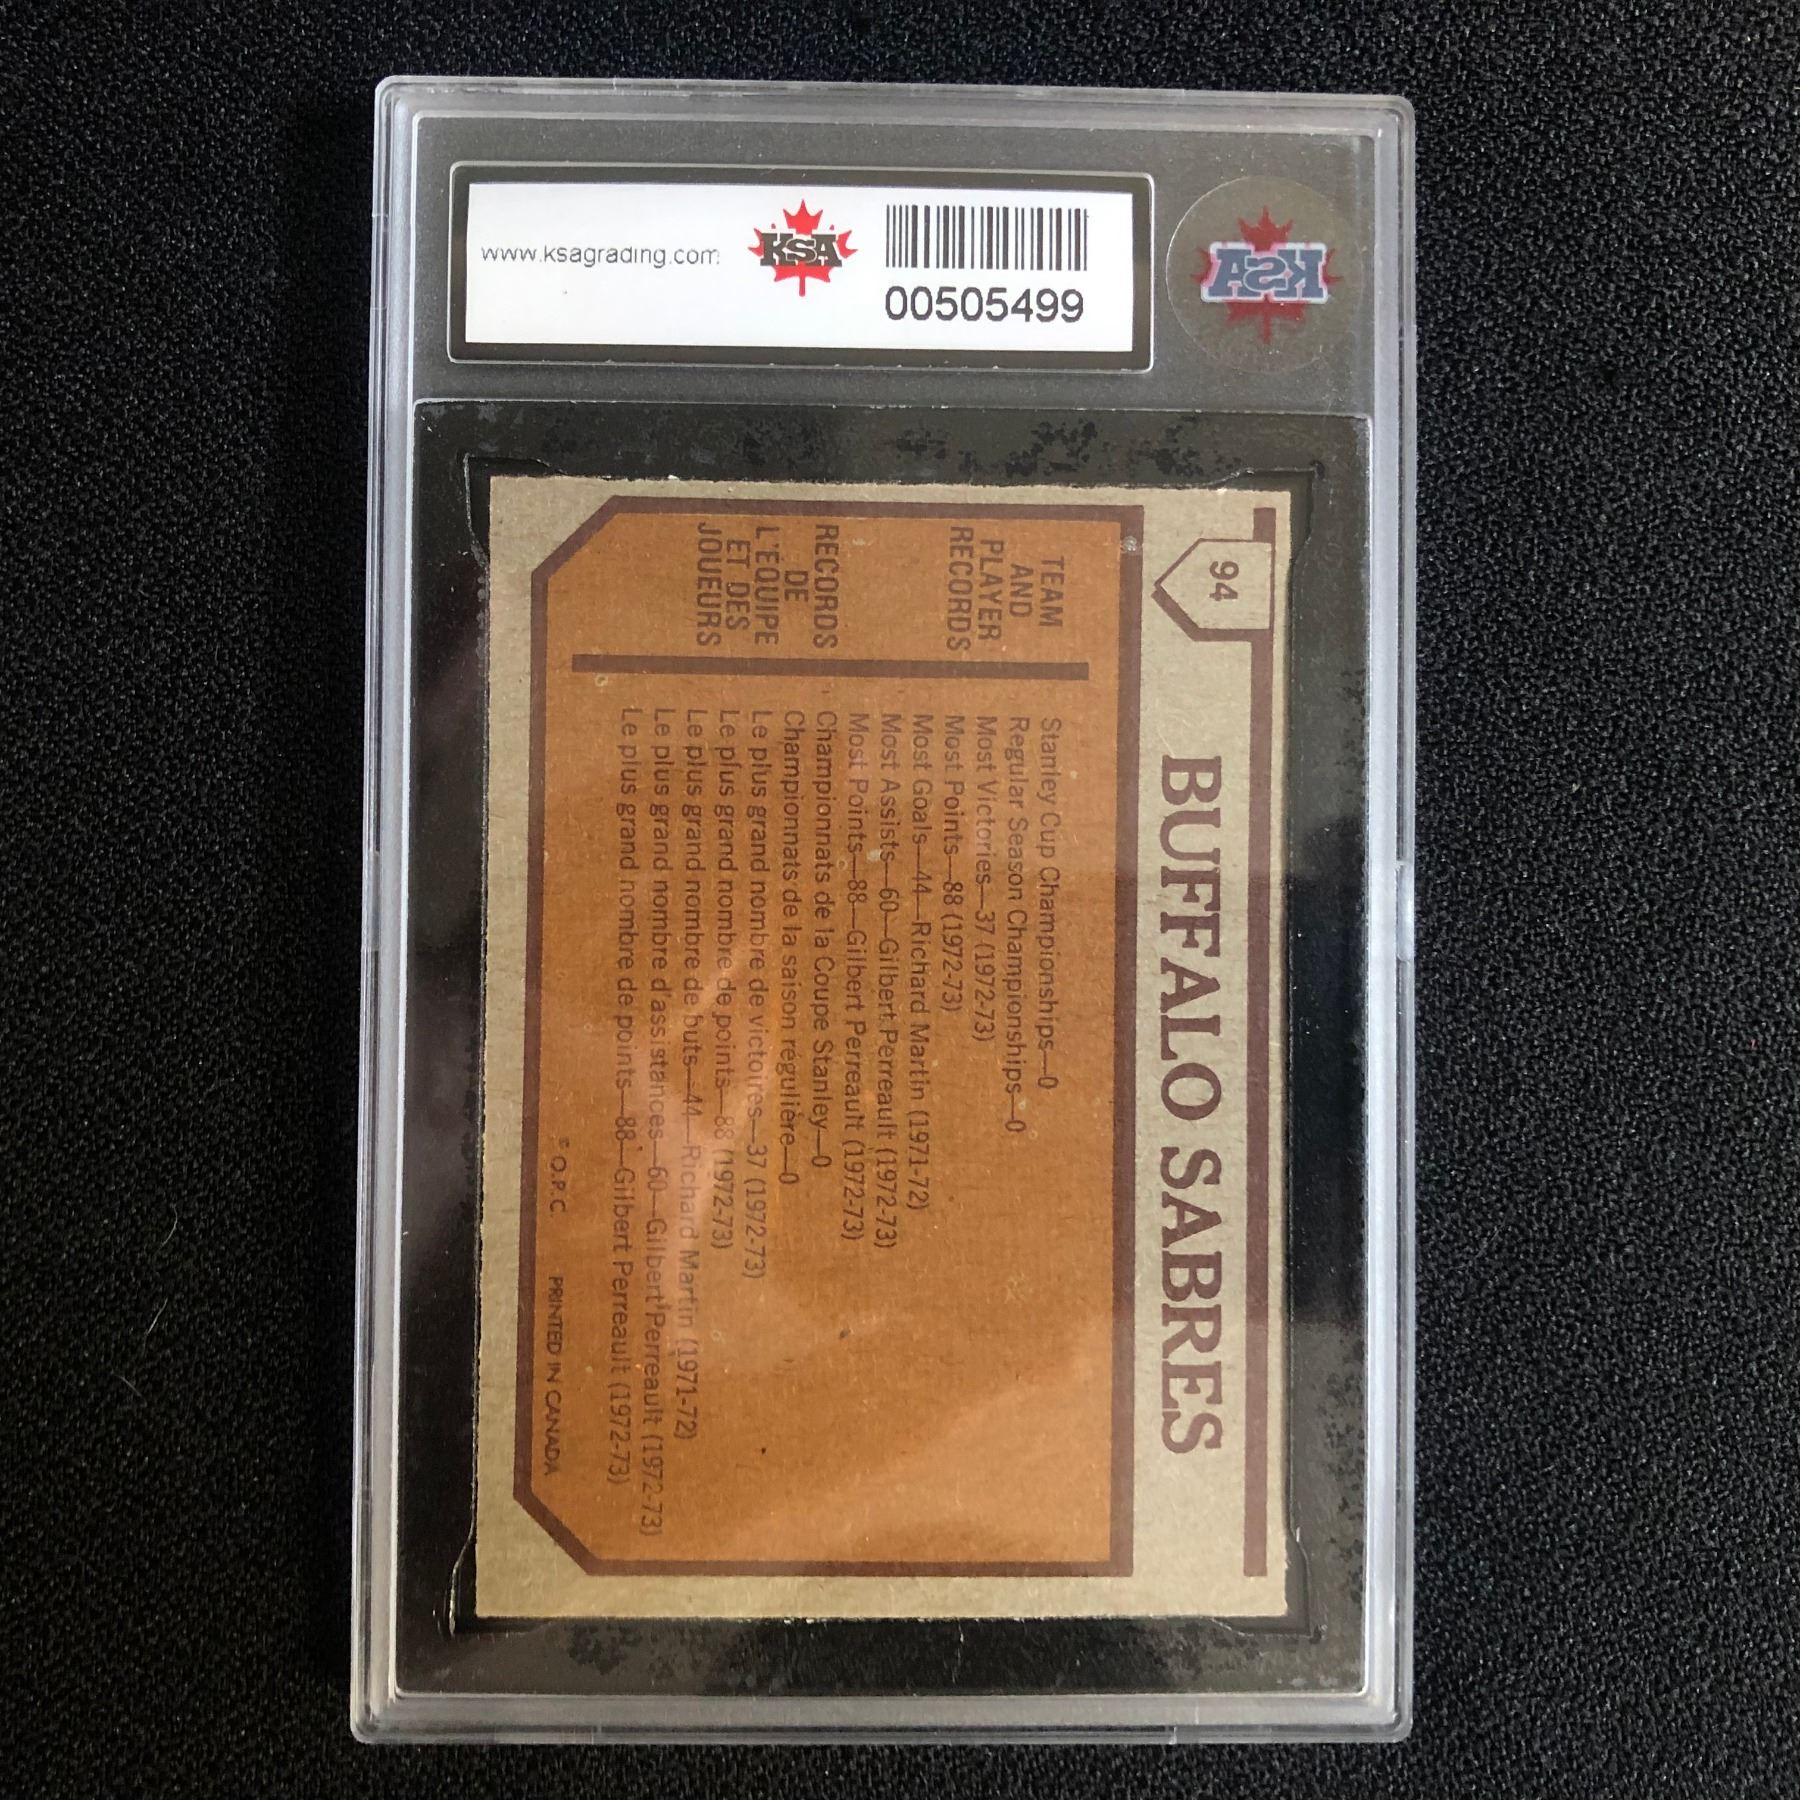 www.ksagrading.com
KSA
00505499
KSA
94
BUFFALO SABRES
TEAM
AND
PLAYER
RECORDS
Stanley Cup Championships—0
Regular Season Championships—0
Most Victories—37 (1972-73)
Most Points—88 (1972-73)
Most Goals—44—Richard Martin (1971-72)
Most Assists—60—Gilbert Perreault (1972-73)
Most Points—88—Gilbert Perreault (1972-73)
RECORDS
DE
L'ÉQUIPE
ET DES
JOUEURS
Championnats de la Coupe Stanley—0
Championnats de la saison régulière—0
Le plus grand nombre de victoires—37 (1972-73)
Le plus grand nombre de points—88 (1972-73)
Le plus grand nombre de buts—44—Richard Martin (1971-72)
Le plus grand nombre d'assistances—60—Gilbert Perreault (1972-73)
Le plus grand nombre de points—88—Gilbert Perreault (1972-73)
© O.P.C. PRINTED IN CANADA